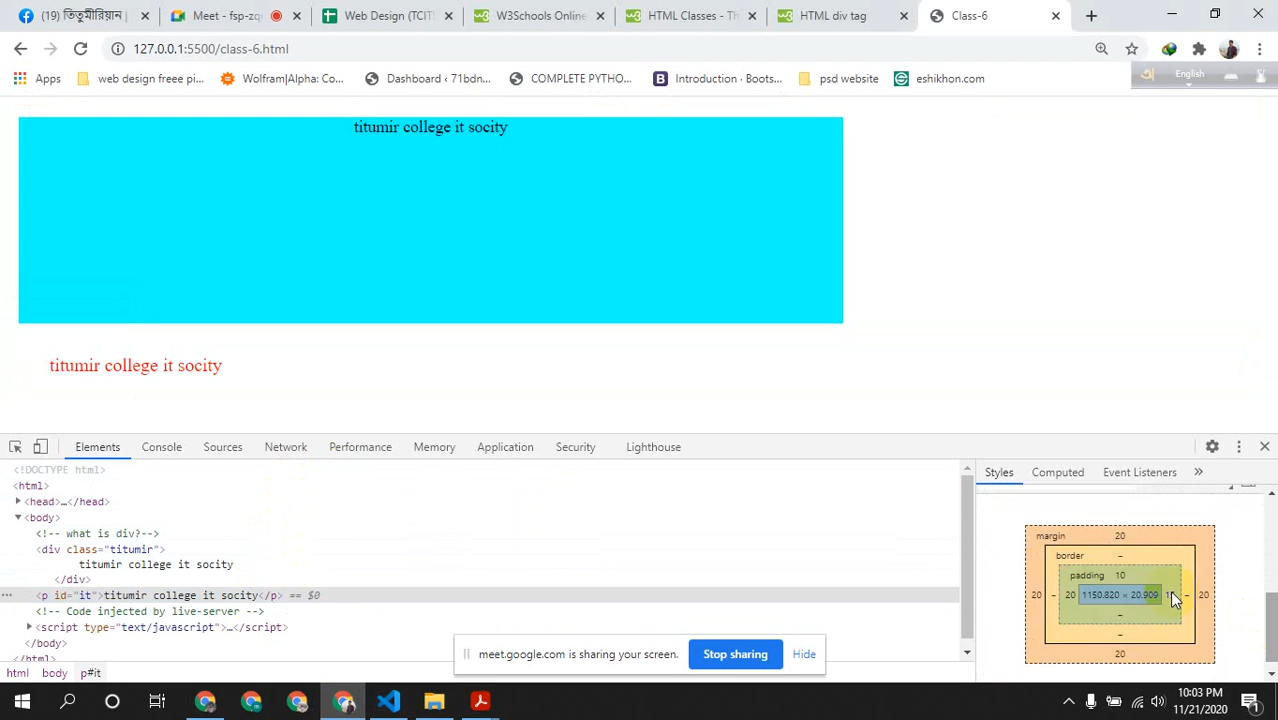 (19) তিতুমীরিয়ান
Meet - fsp-zq
Web Design (TCIT
W3Schools Online
HTML Classes - Th
HTML div tag
Class-6
127.0.0.1:5500/class-6.html
Apps
web design freee pi...
Wolfram|Alpha: Co...
Dashboard ‹ 71bdn...
COMPLETE PYTHO...
Introduction · Boots...
psd website
eshikhon.com
English
titumir college it socity
titumir college it socity
Elements
Console
Sources
Network
Performance
Memory
Application
Security
Lighthouse
<!DOCTYPE html>
<html>
<head>…</head>
<body>
<!-- what is div?-->
<div class="titumir">
titumir college it socity
</div>
<p id="it">titumir college it socity</p> == $0
<!-- Code injected by live-server -->
<script type="text/javascript">…</script>
</body>
</html>
html body p#it
Styles
Computed
Event Listeners
margin 20
border –
padding 10
20 – 20 1150.820 × 20.909 – 20
–
–
20
meet.google.com is sharing your screen.
Stop sharing
Hide
10:03 PM
11/21/2020